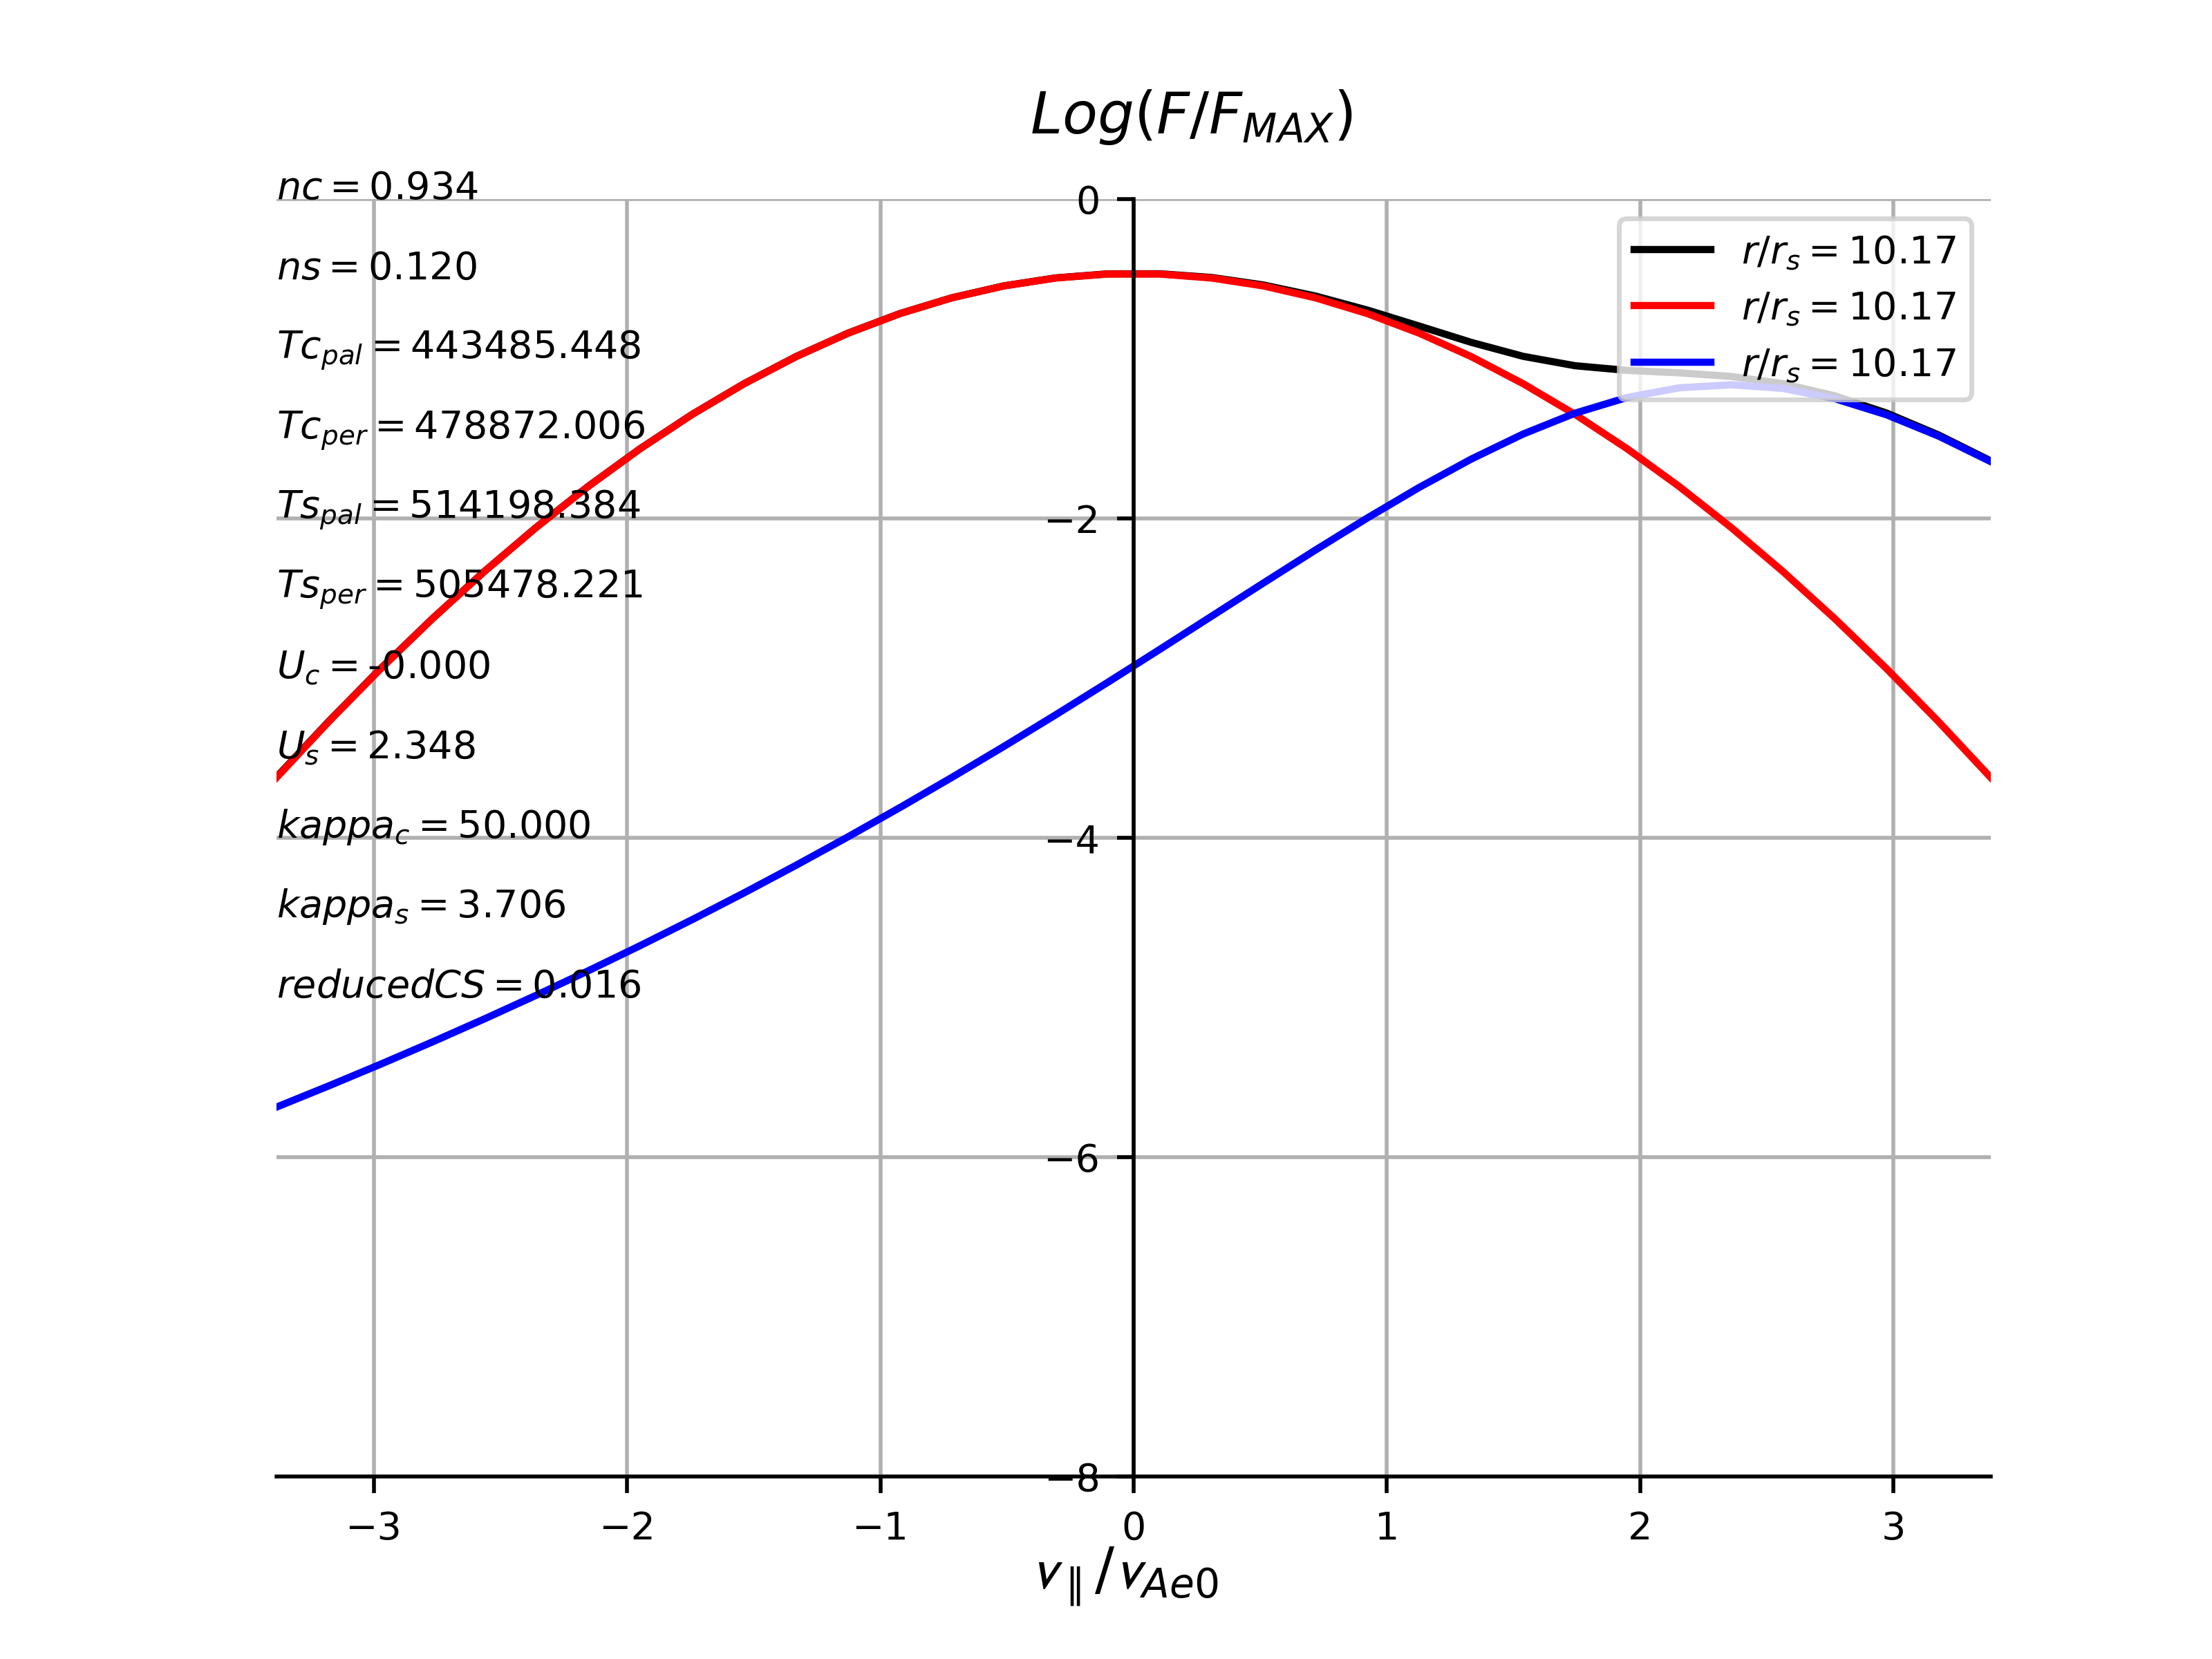 Log(F/F_MAX)
nc = 0.934
ns = 0.120
Tc_pal = 443485.448
Tc_per = 478872.006
Ts_pal = 514198.384
Ts_per = 505478.221
U_c = -0.000
U_s = 2.348
kappa_c = 50.000
kappa_s = 3.706
reducedCS = 0.016
r/r_s = 10.17
r/r_s = 10.17
r/r_s = 10.17
0
−2
−4
−6
−8
−3 −2 −1 0 1 2 3
v_∥/v_Ae0